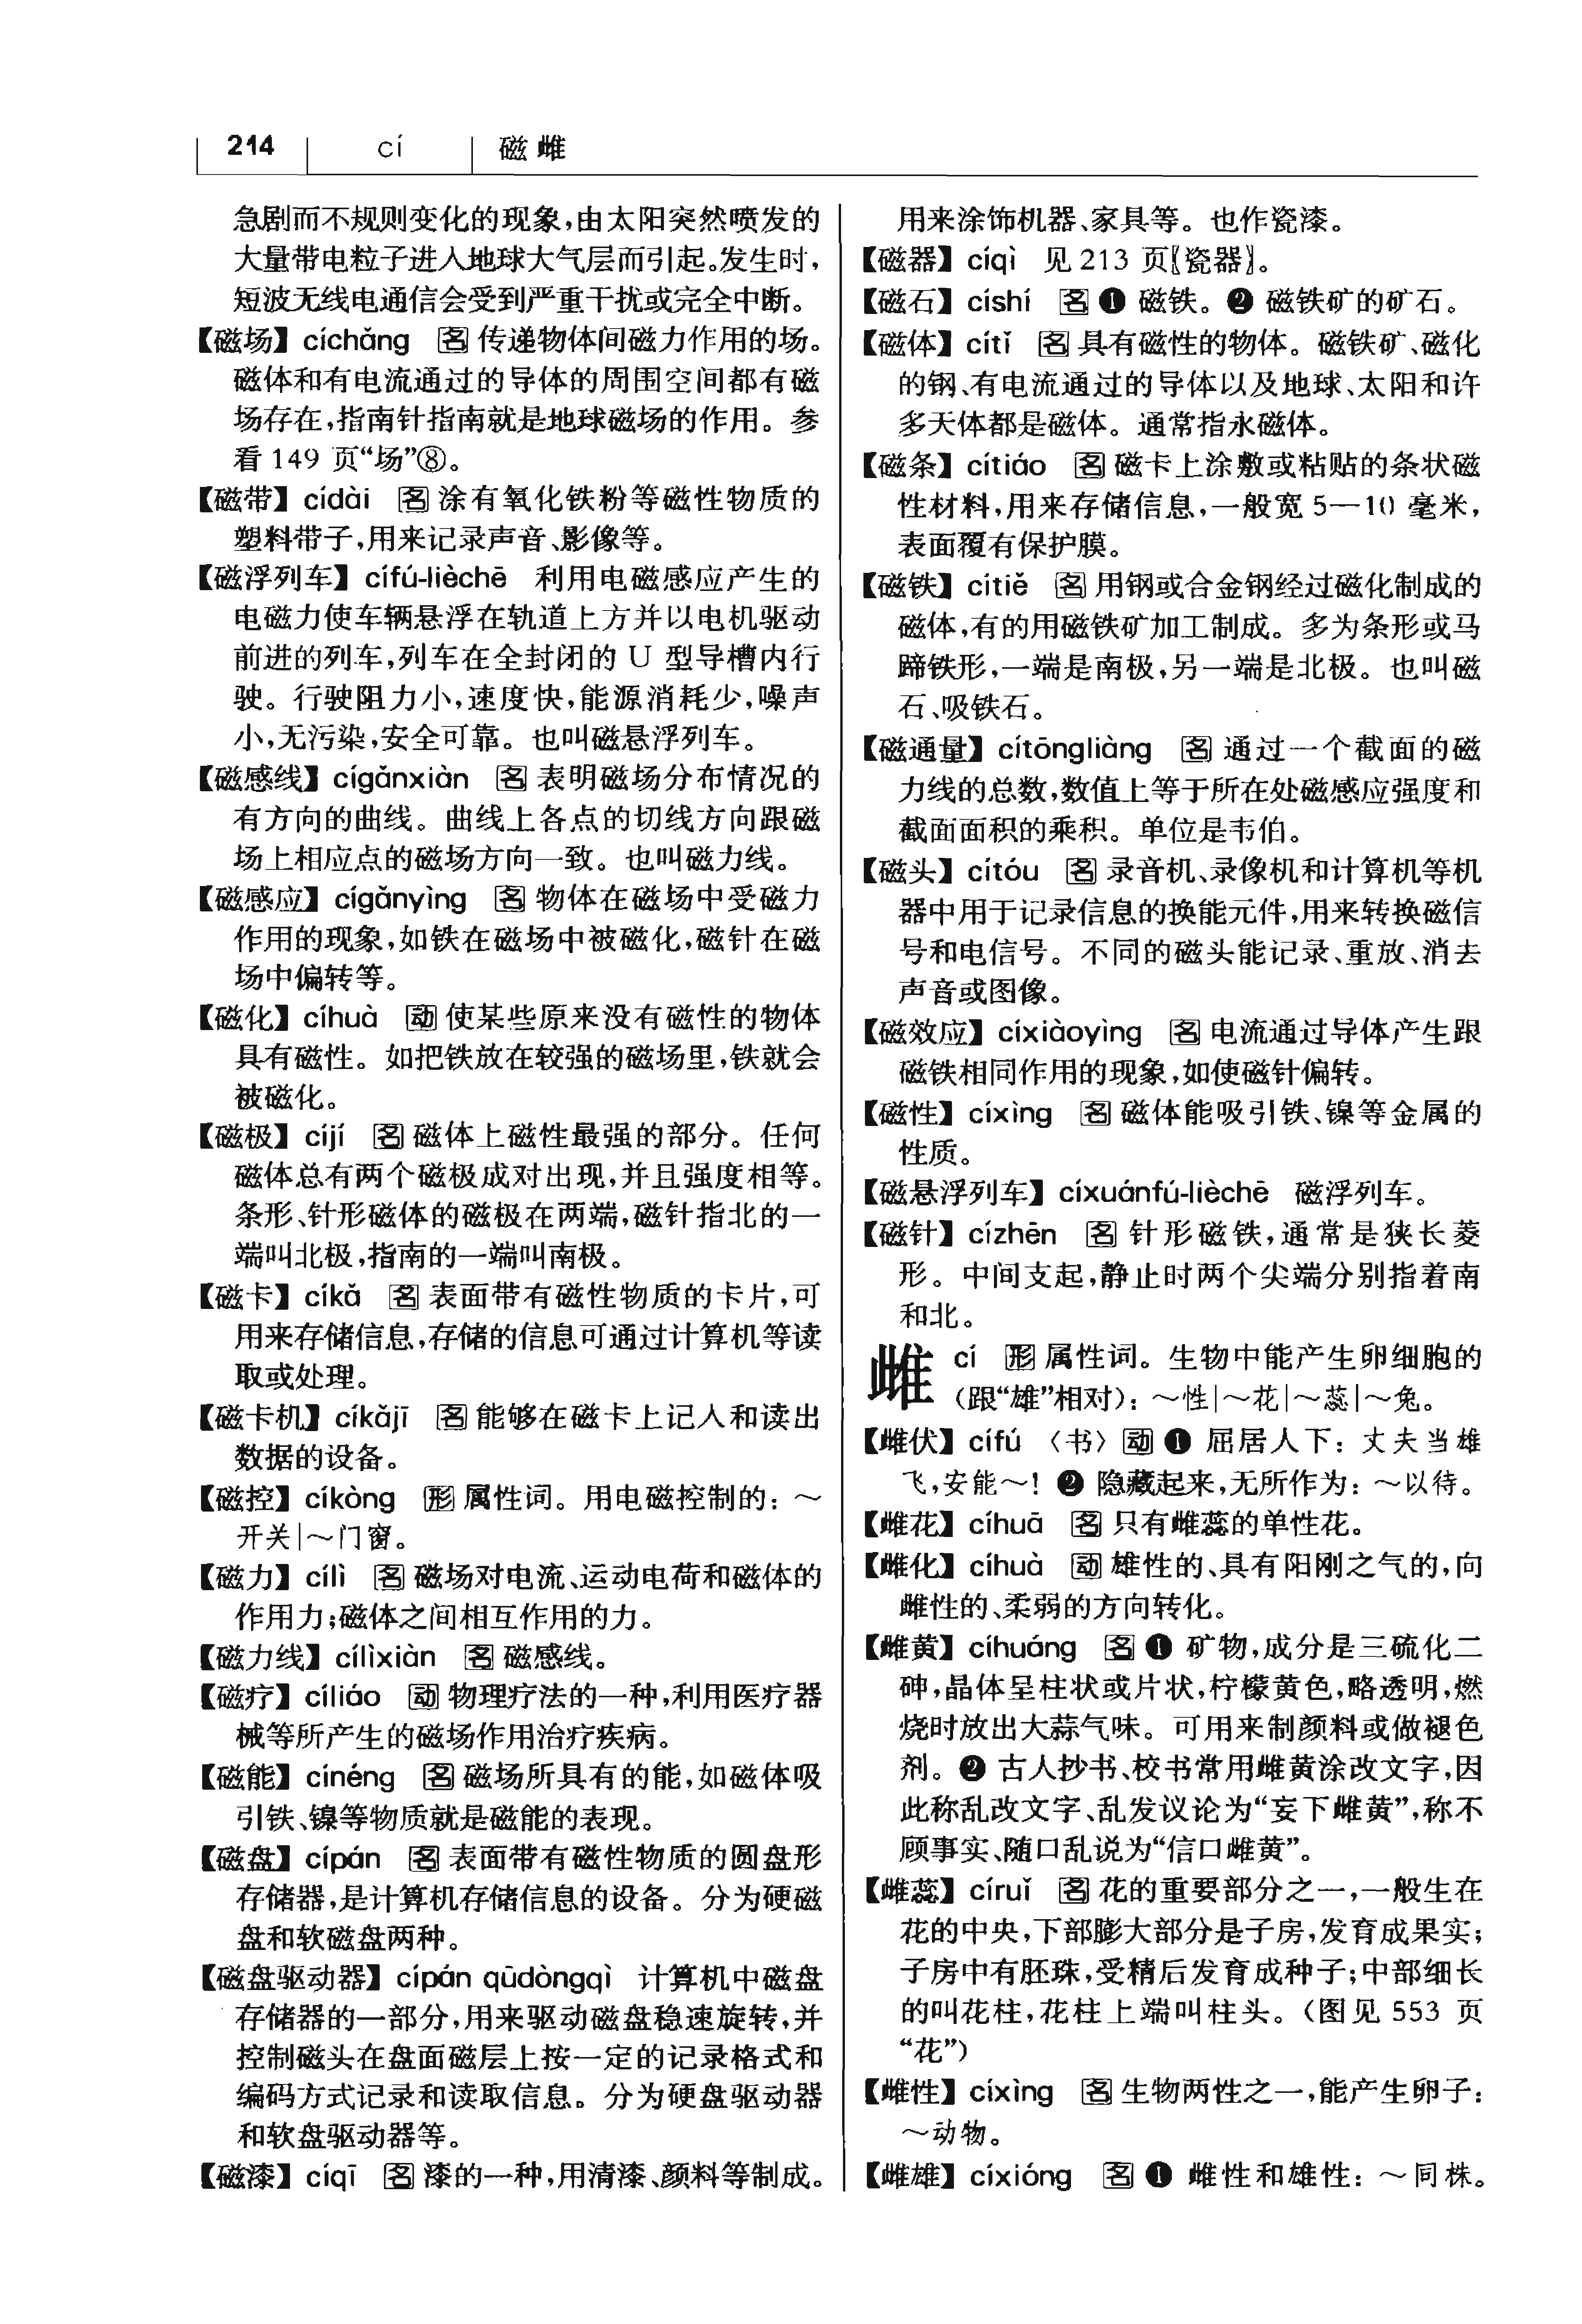 214 cí 磁 雌
急剧而不规则变化的现象,由太阳突然喷发的
大量带电粒子进入地球大气层而引起。发生时,
短波无线电通信会受到严重干扰或完全中断。
【磁场】cíchǎng 名 传递物体间磁力作用的场。
磁体和有电流通过的导体的周围空间都有磁
场存在,指南针指南就是地球磁场的作用。参
看 149 页“场”⑧。
【磁带】cídài 名 涂有氧化铁粉等磁性物质的
塑料带子,用来记录声音、影像等。
【磁浮列车】cífú-lièchē 利用电磁感应产生的
电磁力使车辆悬浮在轨道上方并以电机驱动
前进的列车,列车在全封闭的 U 型导槽内行
驶。行驶阻力小,速度快,能源消耗少,噪声
小,无污染,安全可靠。也叫磁悬浮列车。
【磁感线】cígǎnxiàn 名 表明磁场分布情况的
有方向的曲线。曲线上各点的切线方向跟磁
场上相应点的磁场方向一致。也叫磁力线。
【磁感应】cígǎnyìng 名 物体在磁场中受磁力
作用的现象,如铁在磁场中被磁化,磁针在磁
场中偏转等。
【磁化】cíhuà 动 使某些原来没有磁性的物体
具有磁性。如把铁放在较强的磁场里,铁就会
被磁化。
【磁极】cíjí 名 磁体上磁性最强的部分。任何
磁体总有两个磁极成对出现,并且强度相等。
条形、针形磁体的磁极在两端,磁针指北的一
端叫北极,指南的一端叫南极。
【磁卡】cíkǎ 名 表面带有磁性物质的卡片,可
用来存储信息,存储的信息可通过计算机等读
取或处理。
【磁卡机】cíkǎjī 名 能够在磁卡上记入和读出
数据的设备。
【磁控】cíkòng 形 属性词。用电磁控制的:～
开关|～门窗。
【磁力】cílì 名 磁场对电流、运动电荷和磁体的
作用力;磁体之间相互作用的力。
【磁力线】cílìxiàn 名 磁感线。
【磁疗】cíliáo 动 物理疗法的一种,利用医疗器
械等所产生的磁场作用治疗疾病。
【磁能】cínéng 名 磁场所具有的能,如磁体吸
引铁、镍等物质就是磁能的表现。
【磁盘】cípán 名 表面带有磁性物质的圆盘形
存储器,是计算机存储信息的设备。分为硬磁
盘和软磁盘两种。
【磁盘驱动器】cípán qūdòngqì 计算机中磁盘
存储器的一部分,用来驱动磁盘稳速旋转,并
控制磁头在盘面磁层上按一定的记录格式和
编码方式记录和读取信息。分为硬盘驱动器
和软盘驱动器等。
【磁漆】cíqī 名 漆的一种,用清漆、颜料等制成。
用来涂饰机器、家具等。也作瓷漆。
【磁器】cíqì 见 213 页〖瓷器〗。
【磁石】císhí 名 ❶ 磁铁。❷ 磁铁矿的矿石。
【磁体】cítǐ 名 具有磁性的物体。磁铁矿、磁化
的钢、有电流通过的导体以及地球、太阳和许
多天体都是磁体。通常指永磁体。
【磁条】cítiáo 名 磁卡上涂敷或粘贴的条状磁
性材料,用来存储信息,一般宽 5—10 毫米,
表面覆有保护膜。
【磁铁】cítiě 名 用钢或合金钢经过磁化制成的
磁体,有的用磁铁矿加工制成。多为条形或马
蹄铁形,一端是南极,另一端是北极。也叫磁
石、吸铁石。
【磁通量】cítōngliàng 名 通过一个截面的磁
力线的总数,数值上等于所在处磁感应强度和
截面面积的乘积。单位是韦伯。
【磁头】cítóu 名 录音机、录像机和计算机等机
器中用于记录信息的换能元件,用来转换磁信
号和电信号。不同的磁头能记录、重放、消去
声音或图像。
【磁效应】cíxiàoyìng 名 电流通过导体产生跟
磁铁相同作用的现象,如使磁针偏转。
【磁性】cíxìng 名 磁体能吸引铁、镍等金属的
性质。
【磁悬浮列车】cíxuánfú-lièchē 磁浮列车。
【磁针】cízhēn 名 针形磁铁,通常是狭长菱
形。中间支起,静止时两个尖端分别指着南
和北。
雌 cí 形 属性词。生物中能产生卵细胞的
(跟“雄”相对):～性|～花|～蕊|～兔。
【雌伏】cífú 〈书〉动 ❶ 屈居人下:丈夫当雄
飞,安能～! ❷ 隐藏起来,无所作为:～以待。
【雌花】cíhuā 名 只有雌蕊的单性花。
【雌化】cíhuà 动 雄性的、具有阳刚之气的,向
雌性的、柔弱的方向转化。
【雌黄】cíhuáng 名 ❶ 矿物,成分是三硫化二
砷,晶体呈柱状或片状,柠檬黄色,略透明,燃
烧时放出大蒜气味。可用来制颜料或做褪色
剂。❷ 古人抄书、校书常用雌黄涂改文字,因
此称乱改文字、乱发议论为“妄下雌黄”,称不
顾事实、随口乱说为“信口雌黄”。
【雌蕊】círuǐ 名 花的重要部分之一,一般生在
花的中央,下部膨大部分是子房,发育成果实;
子房中有胚珠,受精后发育成种子;中部细长
的叫花柱,花柱上端叫柱头。(图见 553 页
“花”)
【雌性】cíxìng 名 生物两性之一,能产生卵子:
～动物。
【雌雄】cíxióng 名 ❶ 雌性和雄性:～同株。